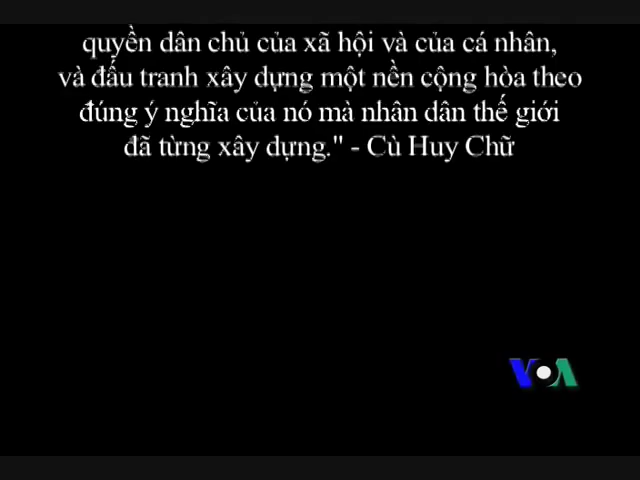 quyền dân chủ của xã hội và của cá nhân,
và đấu tranh xây dựng một nền cộng hòa theo
đúng ý nghĩa của nó mà nhân dân thế giới
đã từng xây dựng." - Cù Huy Chữ
VOA